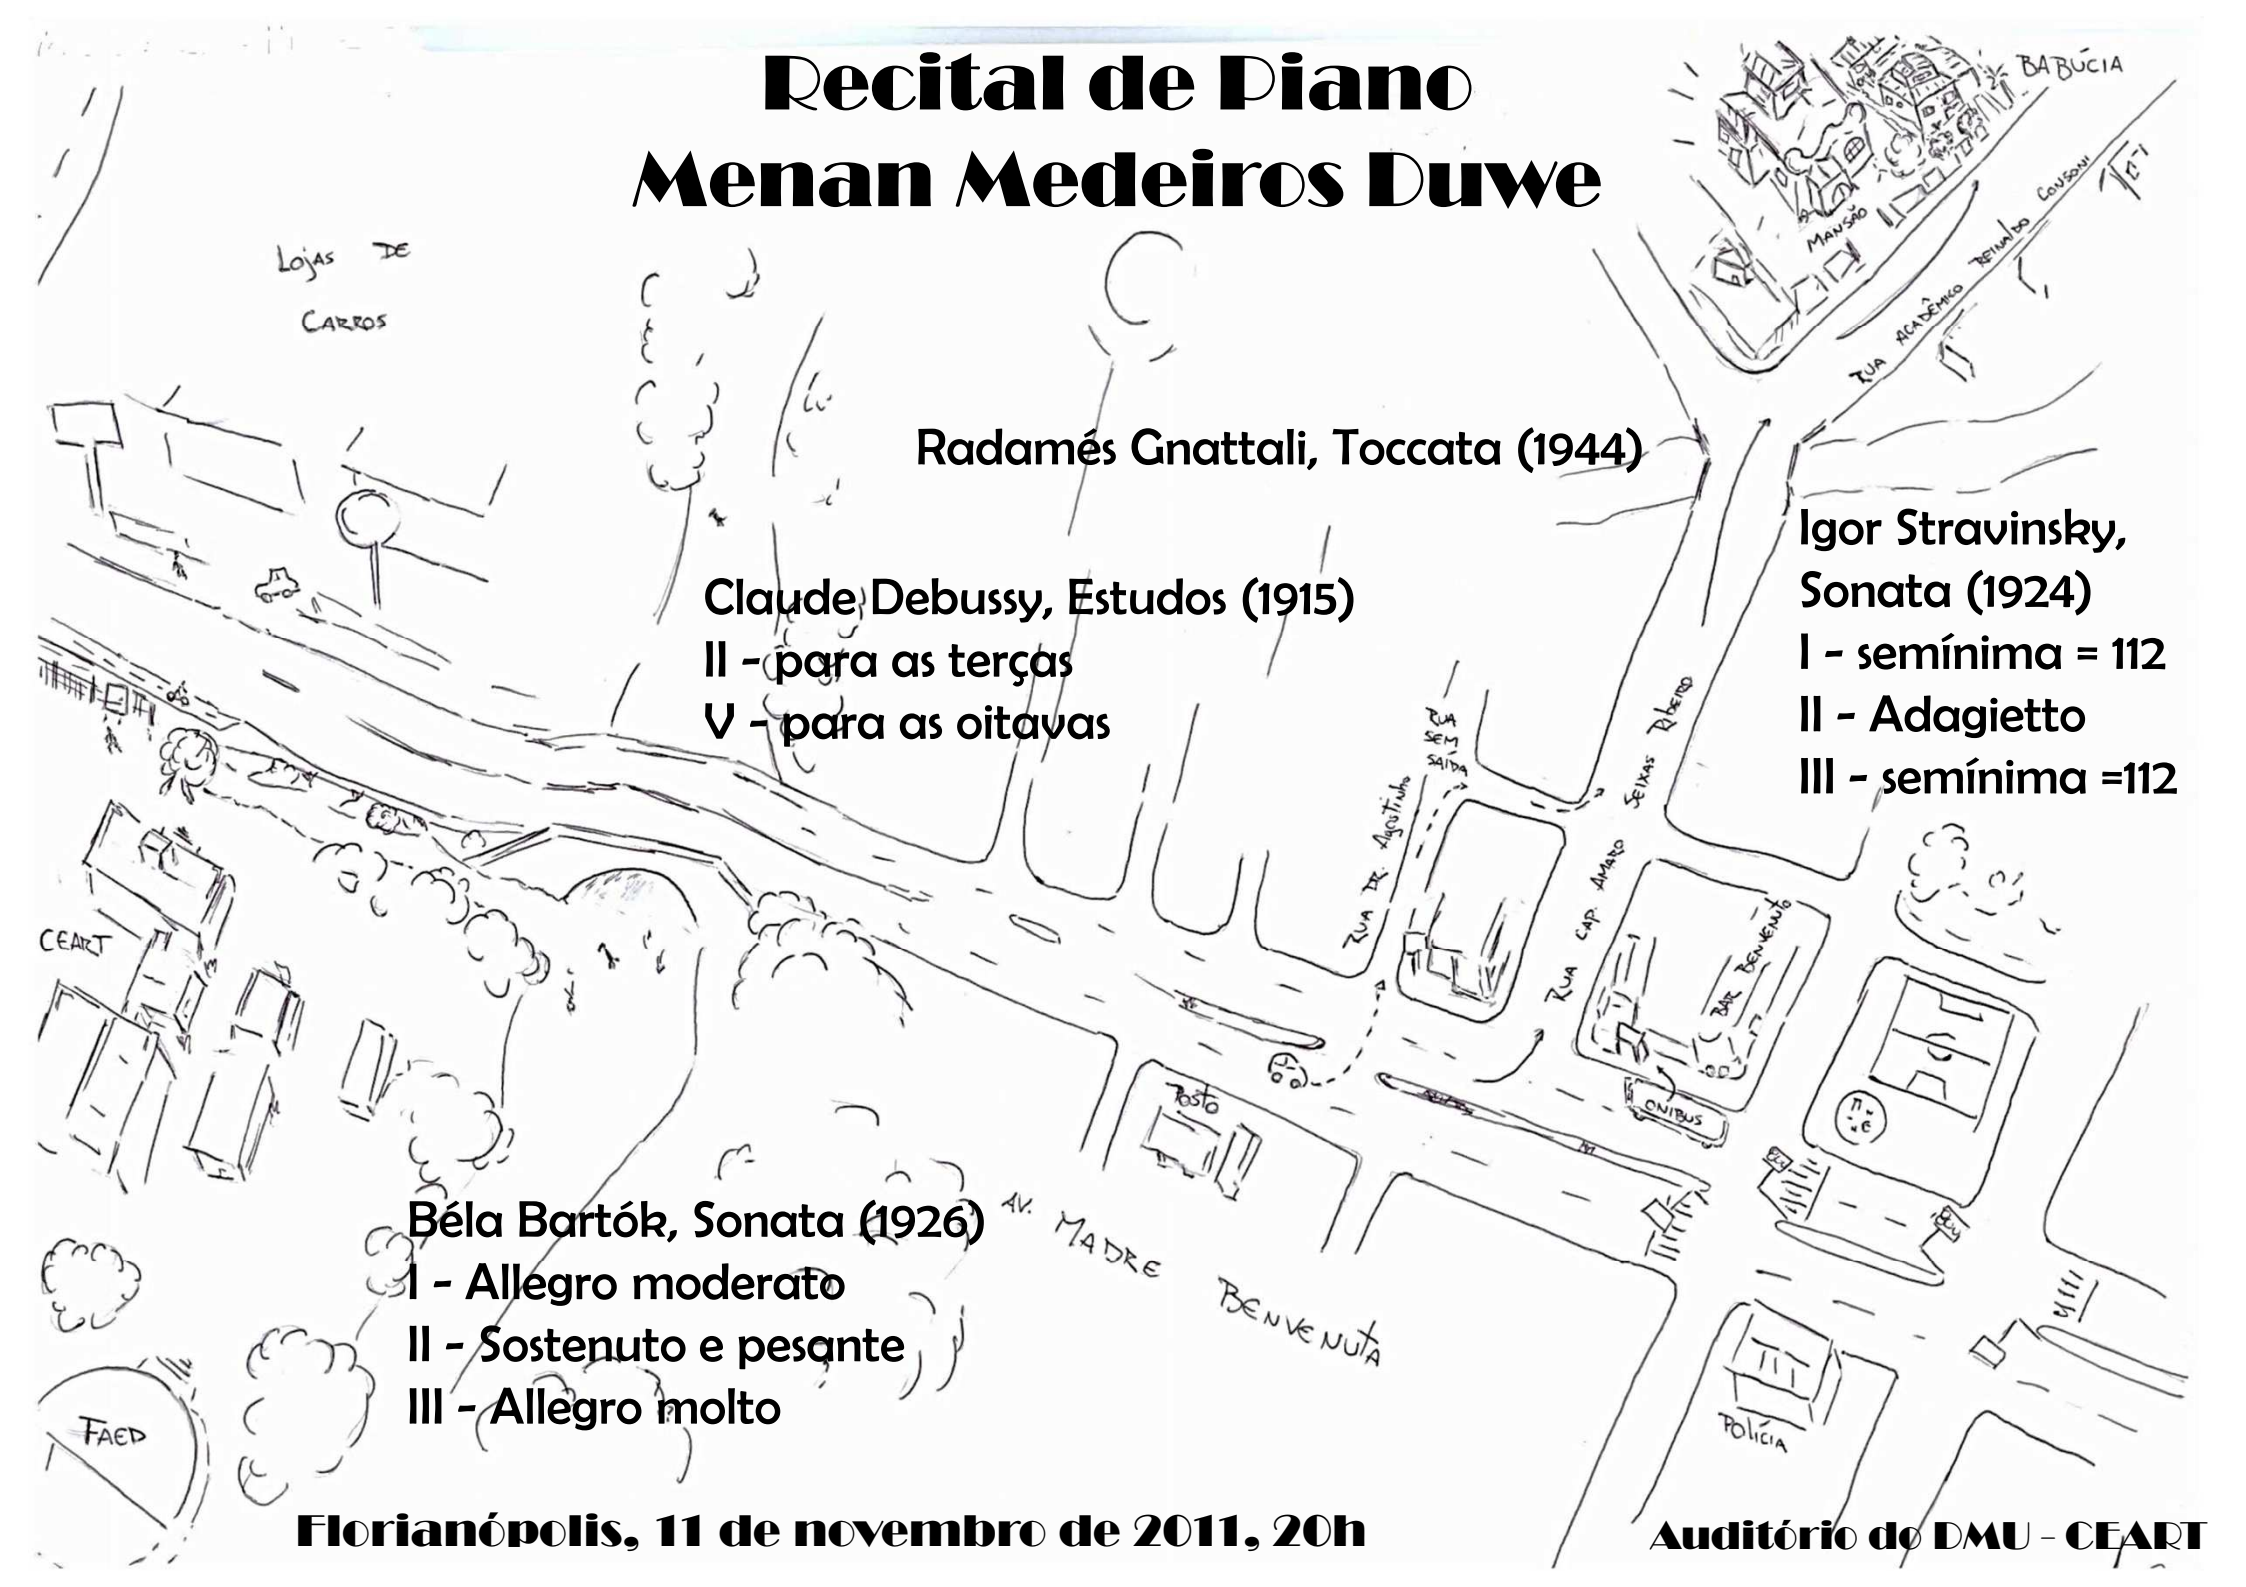 Recital de Piano
Menan Medeiros Duwe
BABÚCIA
MANSÃO
RUA ACADÊMICO REINALDO CONSONI
LOJAS DE
CARROS
Radamés Gnattali, Toccata (1944)
Claude Debussy, Estudos (1915)
II - para as terças
V - para as oitavas
Igor Stravinsky,
Sonata (1924)
I - semínima = 112
II - Adagietto
III - semínima =112
RUA
SEM
SAÍDA
RUA DR. Agostinho
RUA CAP. AMARO SEIXAS RIBEIRO
BAR BENVENUTO
CEART
Posto
ONIBUS
Béla Bartók, Sonata (1926)
I - Allegro moderato
II - Sostenuto e pesante
III - Allegro molto
AV. MADRE BENVENUTA
POLÍCIA
FAED
Florianópolis, 11 de novembro de 2011, 20h
Auditório do DMU - CEART